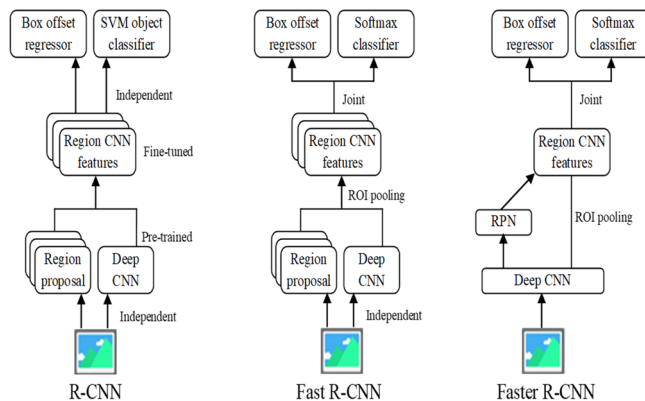 Box offset
regressor
SVM object
classifier
Independent
Region CNN
features
Fine-tuned
Pre-trained
Region
proposal
Deep
CNN
Independent
R-CNN
Box offset
regressor
Softmax
classifier
Joint
Region CNN
features
ROI pooling
Region
proposal
Deep
CNN
Independent
Fast R-CNN
Box offset
regressor
Softmax
classifier
Joint
Region CNN
features
RPN
ROI pooling
Deep CNN
Faster R-CNN